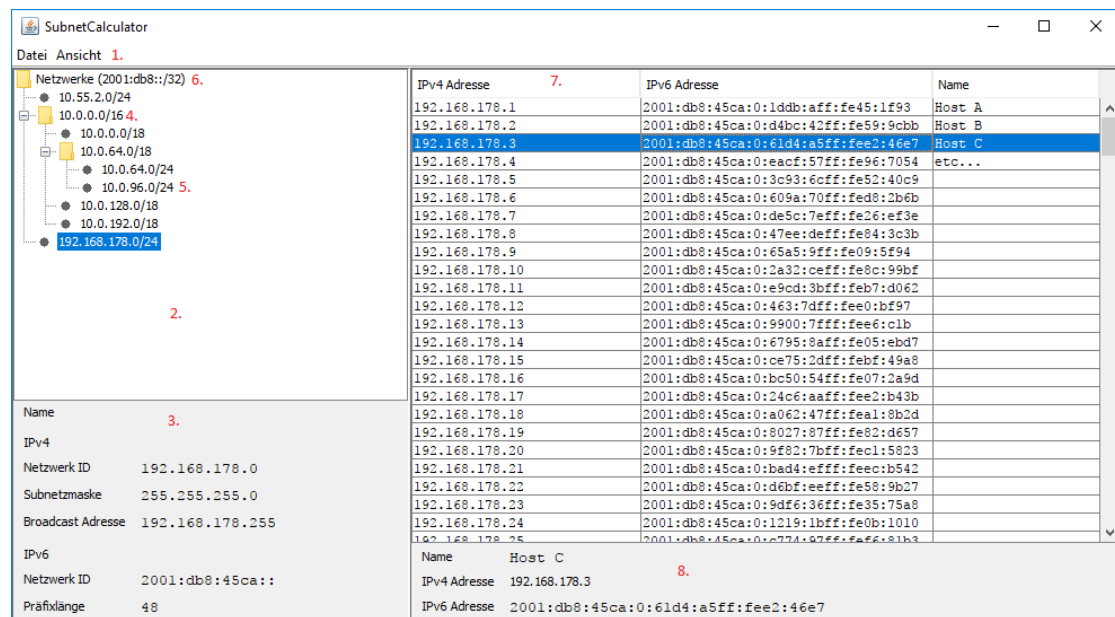 SubnetCalculator
Datei Ansicht 1.
Netzwerke (2001:db8::/32) 6.
10.55.2.0/24
10.0.0.0/16 4.
10.0.0.0/18
10.0.64.0/18
10.0.64.0/24
10.0.96.0/24 5.
10.0.128.0/18
10.0.192.0/18
192.168.178.0/24
2.
Name
3.
IPv4
Netzwerk ID 192.168.178.0
Subnetzmaske 255.255.255.0
Broadcast Adresse 192.168.178.255
IPv6
Netzwerk ID 2001:db8:45ca::
Präfixlänge 48
IPv4 Adresse 7. IPv6 Adresse Name
192.168.178.1 2001:db8:45ca:0:1ddb:aff:fe45:1f93 Host A
192.168.178.2 2001:db8:45ca:0:d4bc:42ff:fe59:9cbb Host B
192.168.178.3 2001:db8:45ca:0:61d4:a5ff:fee2:46e7 Host C
192.168.178.4 2001:db8:45ca:0:eacf:57ff:fe96:7054 etc...
192.168.178.5 2001:db8:45ca:0:3c93:6cff:fe52:40c9
192.168.178.6 2001:db8:45ca:0:609a:70ff:fed8:2b6b
192.168.178.7 2001:db8:45ca:0:de5c:7eff:fe26:ef3e
192.168.178.8 2001:db8:45ca:0:47ee:deff:fe84:3c3b
192.168.178.9 2001:db8:45ca:0:65a5:9ff:fe09:5f94
192.168.178.10 2001:db8:45ca:0:2a32:ceff:fe8c:99bf
192.168.178.11 2001:db8:45ca:0:e9cd:3bff:feb7:d062
192.168.178.12 2001:db8:45ca:0:463:7dff:fee0:bf97
192.168.178.13 2001:db8:45ca:0:9900:7fff:fee6:c1b
192.168.178.14 2001:db8:45ca:0:6795:8aff:fe05:ebd7
192.168.178.15 2001:db8:45ca:0:ce75:2dff:febf:49a8
192.168.178.16 2001:db8:45ca:0:bc50:54ff:fe07:2a9d
192.168.178.17 2001:db8:45ca:0:24c6:aaff:fee2:b43b
192.168.178.18 2001:db8:45ca:0:a062:47ff:fea1:8b2d
192.168.178.19 2001:db8:45ca:0:8027:87ff:fe82:d657
192.168.178.20 2001:db8:45ca:0:9f82:7bff:fec1:5823
192.168.178.21 2001:db8:45ca:0:bad4:efff:feec:b542
192.168.178.22 2001:db8:45ca:0:d6bf:eeff:fe58:9b27
192.168.178.23 2001:db8:45ca:0:9df6:36ff:fe35:75a8
192.168.178.24 2001:db8:45ca:0:1219:1bff:fe0b:1010
192.168.178.25 2001:db8:45ca:0:c774:97ff:fef6:81b3
Name Host C
8.
IPv4 Adresse 192.168.178.3
IPv6 Adresse 2001:db8:45ca:0:61d4:a5ff:fee2:46e7